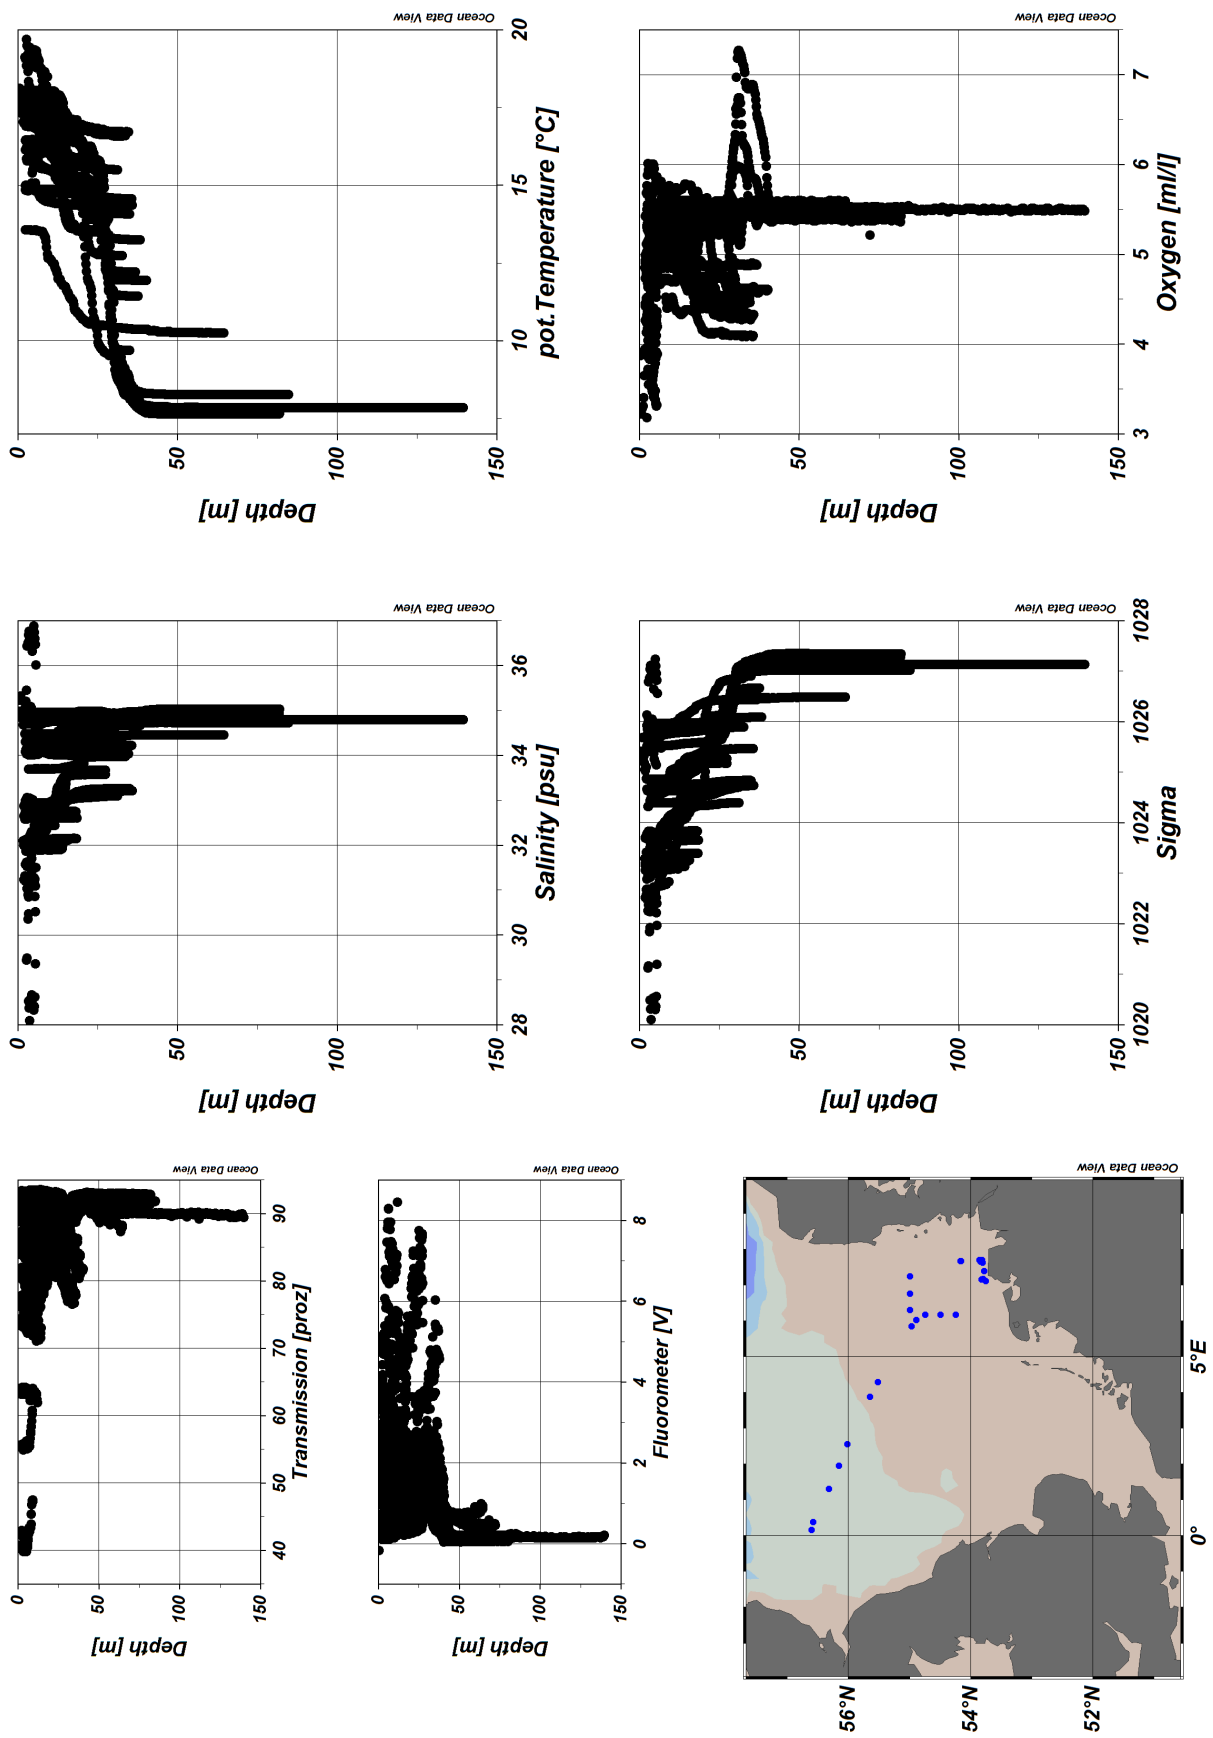 Depth [m]
0
50
100
150
40
50
60
70
80
90
Transmission [proz]
Ocean Data View
Depth [m]
0
50
100
150
28
30
32
34
36
Salinity [psu]
Ocean Data View
Depth [m]
0
50
100
150
10
15
20
pot.Temperature [°C]
Ocean Data View
Depth [m]
0
50
100
150
0
2
4
6
8
Fluorometer [V]
Ocean Data View
56°N
54°N
52°N
0°
5°E
Ocean Data View
Depth [m]
0
50
100
150
1020
1022
1024
1026
1028
Sigma
Ocean Data View
Depth [m]
0
50
100
150
3
4
5
6
7
Oxygen [ml/l]
Ocean Data View